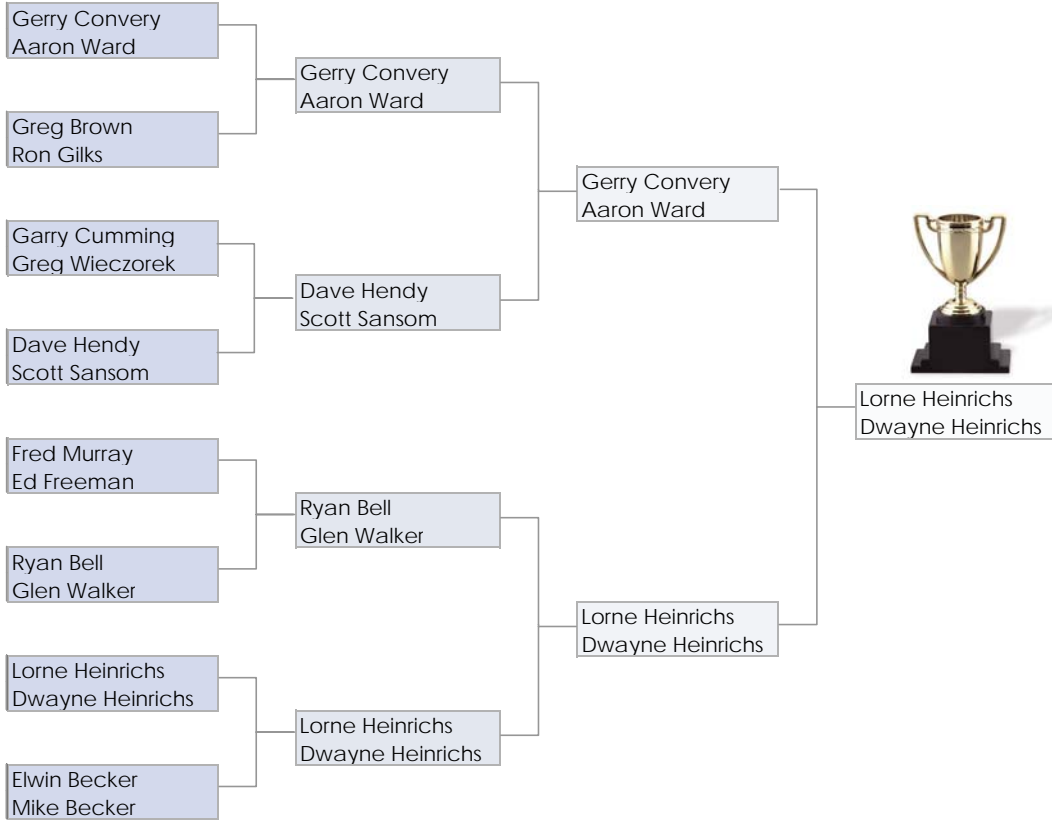 Gerry Convery
Aaron Ward
Greg Brown
Ron Gilks
Garry Cumming
Greg Wieczorek
Dave Hendy
Scott Sansom
Fred Murray
Ed Freeman
Ryan Bell
Glen Walker
Lorne Heinrichs
Dwayne Heinrichs
Elwin Becker
Mike Becker
Gerry Convery
Aaron Ward
Dave Hendy
Scott Sansom
Ryan Bell
Glen Walker
Lorne Heinrichs
Dwayne Heinrichs
Gerry Convery
Aaron Ward
Lorne Heinrichs
Dwayne Heinrichs
Lorne Heinrichs
Dwayne Heinrichs